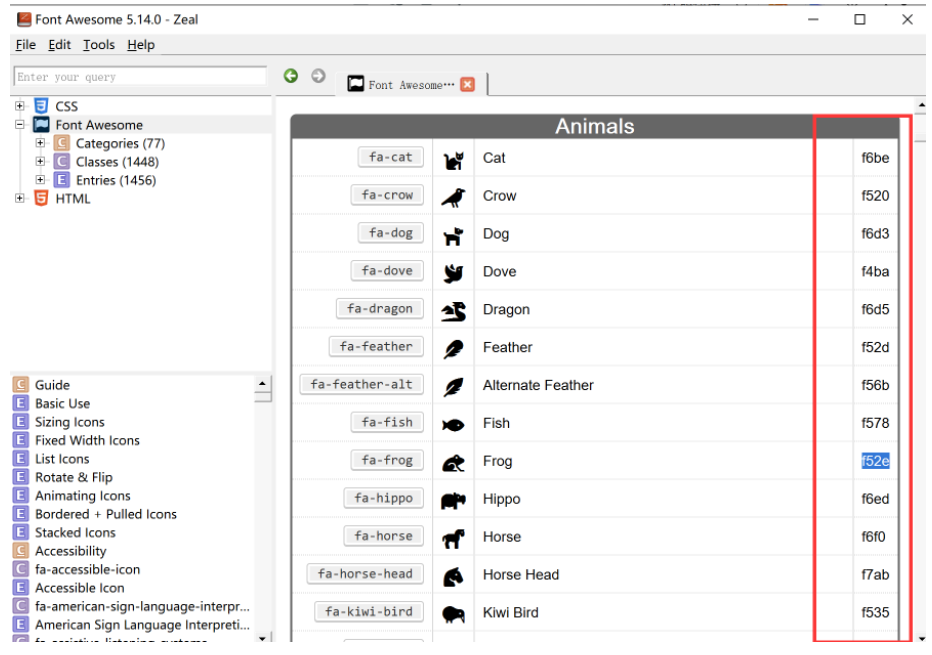 Font Awesome 5.14.0 - Zeal
File Edit Tools Help
Enter your query
Font Aweso⋯
CSS
Font Awesome
Categories (77)
Classes (1448)
Entries (1456)
HTML
Guide
Basic Use
Sizing Icons
Fixed Width Icons
List Icons
Rotate & Flip
Animating Icons
Bordered + Pulled Icons
Stacked Icons
Accessibility
fa-accessible-icon
Accessible Icon
fa-american-sign-language-interpr...
American Sign Language Interpreti...
Animals
fa-cat Cat f6be
fa-crow Crow f520
fa-dog Dog f6d3
fa-dove Dove f4ba
fa-dragon Dragon f6d5
fa-feather Feather f52d
fa-feather-alt Alternate Feather f56b
fa-fish Fish f578
fa-frog Frog f52e
fa-hippo Hippo f6ed
fa-horse Horse f6f0
fa-horse-head Horse Head f7ab
fa-kiwi-bird Kiwi Bird f535